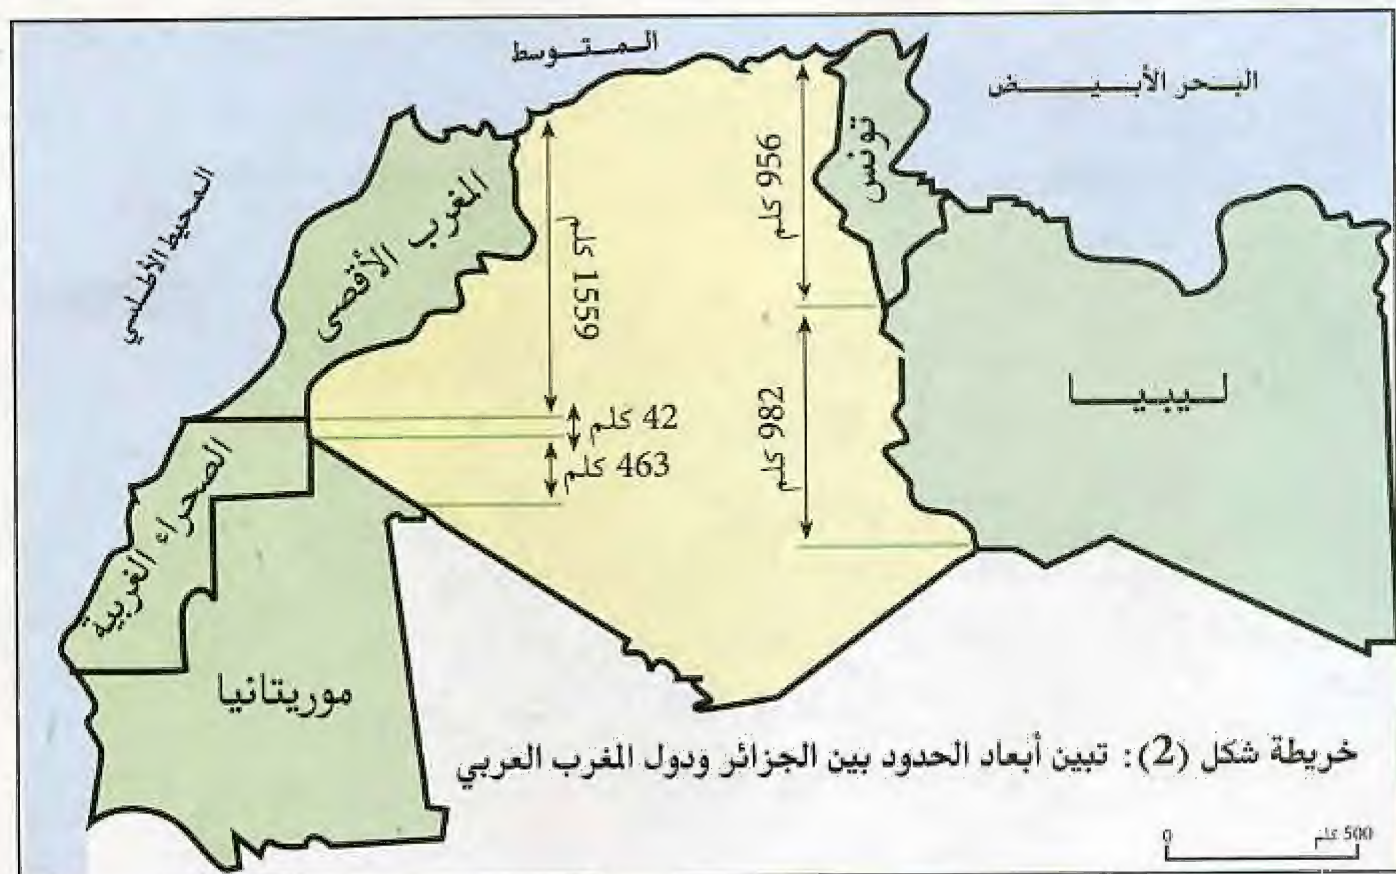 المتوسط
البحر الأبيض
المحيط الأطلسي
تونس
المغرب الأقصى
ليبيا
الصحراء الغربية
موريتانيا
956 كلم
1559 كلم
982 كلم
42 كلم
463 كلم
خريطة شكل (2): تبين أبعاد الحدود بين الجزائر ودول المغرب العربي
0 500 كلم